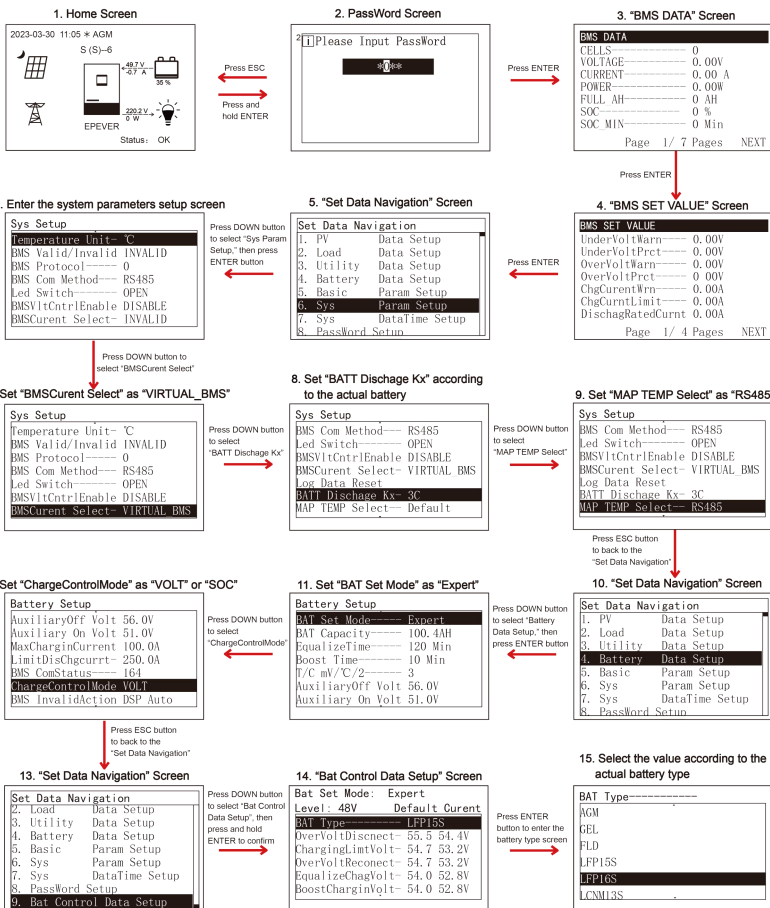 1. Home Screen
2023-03-30 11:05 ＊ AGM
S (S)--6
49.7 V
-0.7 A
35 %
220.2 V
0 W
EPEVER
Status： OK
Press ESC
Press and
hold ENTER
2. PassWord Screen
2 i Please Input PassWord
*0**
Press ENTER
3. “BMS DATA” Screen
BMS DATA
CELLS------------ 0
VOLTAGE---------- 0.00V
CURRENT---------- 0.00 A
POWER------------ 0.00W
FULL AH---------- 0 AH
SOC-------------- 0 %
SOC_MIN---------- 0 Min
Page 1/ 7 Pages NEXT
Press ENTER
. Enter the system parameters setup screen
Sys Setup
Temperature Unit- ℃
BMS Valid/Invalid INVALID
BMS Protocol----- 0
BMS Com Method--- RS485
Led Switch------- OPEN
BMSVltCntrlEnable DISABLE
BMSCurent Select- INVALID
Press DOWN button
to select “Sys Param
Setup,” then press
ENTER button
5. “Set Data Navigation” Screen
Set Data Navigation
1. PV Data Setup
2. Load Data Setup
3. Utility Data Setup
4. Battery Data Setup
5. Basic Param Setup
6. Sys Param Setup
7. Sys DataTime Setup
8. PassWord Setup
Press ENTER
4. “BMS SET VALUE” Screen
BMS SET VALUE
UnderVoltWarn---- 0.00V
UnderVoltPrct---- 0.00V
OverVoltWarn----- 0.00V
OverVoltPrct----- 0.00V
ChgCurentWrn----- 0.00A
ChgCurntLimit---- 0.00A
DischagRatedCurnt 0.00A
Page 1/ 4 Pages NEXT
Press DOWN button to
select “BMSCurent Select”
Set “BMSCurent Select” as “VIRTUAL_BMS”
Sys Setup
Temperature Unit- ℃
BMS Valid/Invalid INVALID
BMS Protocol----- 0
BMS Com Method--- RS485
Led Switch------- OPEN
BMSVltCntrlEnable DISABLE
BMSCurent Select- VIRTUAL_BMS
Press DOWN button
to select
“BATT Dischage Kx”
8. Set “BATT Dischage Kx” according
to the actual battery
Sys Setup
BMS Com Method--- RS485
Led Switch------- OPEN
BMSVltCntrlEnable DISABLE
BMSCurent Select- VIRTUAL_BMS
Log Data Reset
BATT Dischage Kx- 3C
MAP TEMP Select-- Default
Press DOWN button
to select
“MAP TEMP Select”
9. Set “MAP TEMP Select” as “RS485
Sys Setup
BMS Com Method--- RS485
Led Switch------- OPEN
BMSVltCntrlEnable DISABLE
BMSCurent Select- VIRTUAL_BMS
Log Data Reset
BATT Dischage Kx- 3C
MAP TEMP Select-- RS485
Press ESC button
to back to the
“Set Data Navigation”
Set “ChargeControlMode” as “VOLT” or “SOC”
Battery Setup
AuxiliaryOff Volt 56.0V
Auxiliary On Volt 51.0V
MaxCharginCurrent 100.0A
LimitDisChgcurrt- 250.0A
BMS ComStatus---- 164
ChargeControlMode VOLT
BMS InvalidAction DSP Auto
Press DOWN button
to select
“ChargeControlMode”
11. Set “BAT Set Mode” as “Expert”
Battery Setup
BAT Set Mode----- Expert
BAT Capacity----- 100.4AH
EqualizeTime----- 120 Min
Boost Time------- 10 Min
T/C mV/℃/2------ 3
AuxiliaryOff Volt 56.0V
Auxiliary On Volt 51.0V
Press DOWN button
to select “Battery
Data Setup,” then
press ENTER button
10. “Set Data Navigation” Screen
Set Data Navigation
1. PV Data Setup
2. Load Data Setup
3. Utility Data Setup
4. Battery Data Setup
5. Basic Param Setup
6. Sys Param Setup
7. Sys DataTime Setup
8. PassWord Setup
Press ESC button
to back to the
“Set Data Navigation”
13. “Set Data Navigation” Screen
Set Data Navigation
2. Load Data Setup
3. Utility Data Setup
4. Battery Data Setup
5. Basic Param Setup
6. Sys Param Setup
7. Sys DataTime Setup
8. PassWord Setup
9. Bat Control Data Setup
Press DOWN button
to select “Bat Control
Data Setup”, then
press and hold
ENTER to confirm
14. “Bat Control Data Setup” Screen
Bat Set Mode: Expert
Level: 48V Default Curent
BAT Type--------- LFP15S
OverVoltDiscnect- 55.5 54.4V
ChargingLimtVolt- 54.7 53.2V
OverVoltReconect- 54.7 53.2V
EqualizeChagVolt- 54.0 52.8V
BoostCharginVolt- 54.0 52.8V
Press ENTER
button to enter the
battery type screen
15. Select the value according to the
actual battery type
BAT Type-----------
AGM
GEL
FLD
LFP15S
LFP16S
LCNM13S